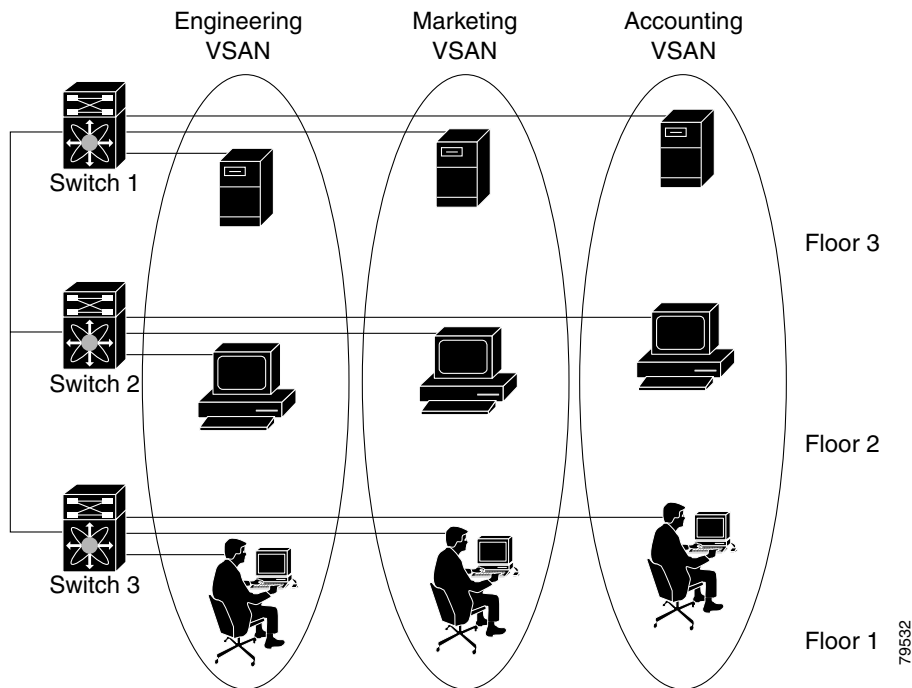 Engineering
VSAN
Marketing
VSAN
Accounting
VSAN
Switch 1
Floor 3
Switch 2
Floor 2
Switch 3
Floor 1
79532